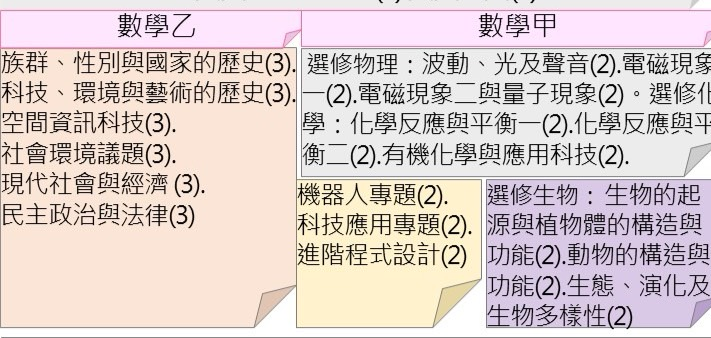 數學乙
數學甲
族群、性別與國家的歷史(3).
科技、環境與藝術的歷史(3).
空間資訊科技(3).
社會環境議題(3).
現代社會與經濟 (3).
民主政治與法律(3)
選修物理：波動、光及聲音(2).電磁現象
一(2).電磁現象二與量子現象(2)。選修化
學：化學反應與平衡一(2).化學反應與平
衡二(2).有機化學與應用科技(2).
機器人專題(2).
科技應用專題(2).
進階程式設計(2)
選修生物： 生物的起
源與植物體的構造與
功能(2).動物的構造與
功能(2).生態、演化及
生物多樣性(2)